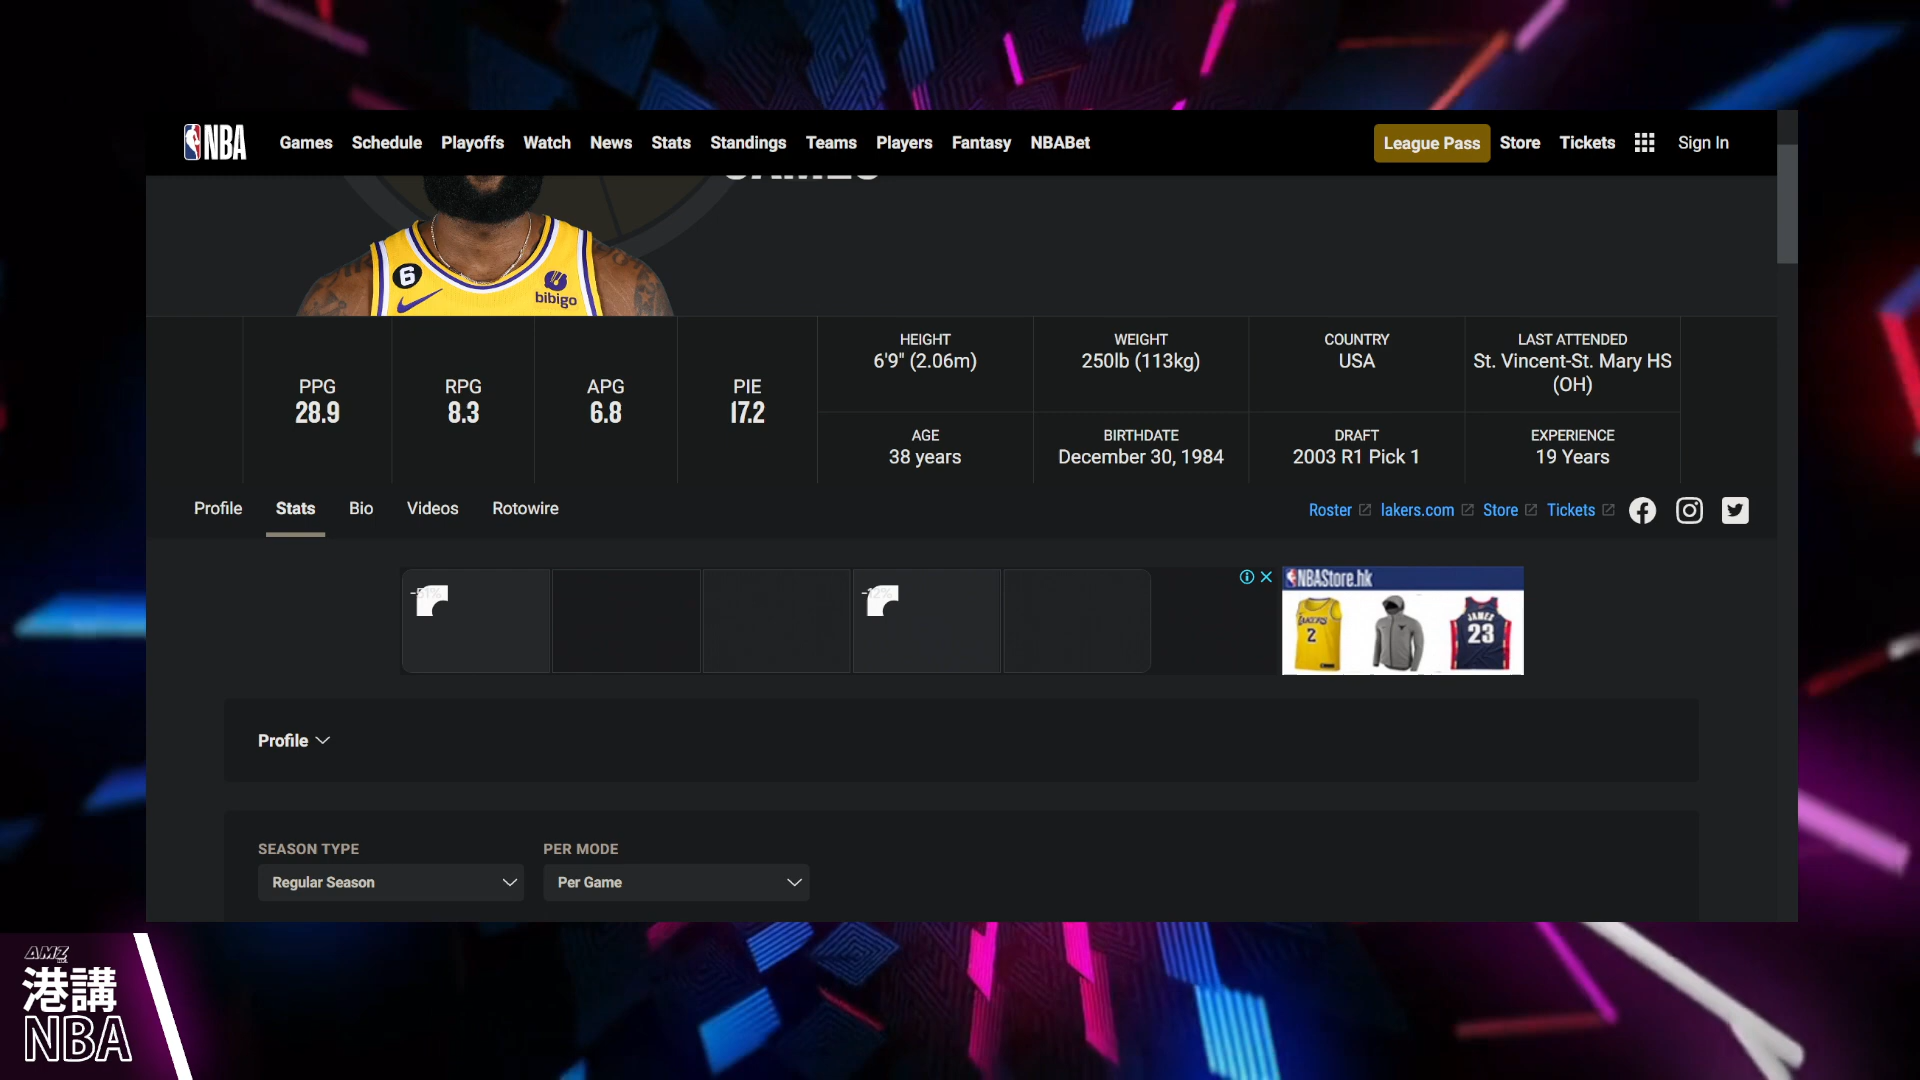 NBA Games Schedule Playoffs Watch News Stats Standings Teams Players Fantasy NBABet League Pass Store Tickets Sign In
JAMES
6
bibigo
PPG
28.9
RPG
8.3
APG
6.8
PIE
17.2
HEIGHT
6'9" (2.06m)
WEIGHT
250lb (113kg)
COUNTRY
USA
LAST ATTENDED
St. Vincent-St. Mary HS
(OH)
AGE
38 years
BIRTHDATE
December 30, 1984
DRAFT
2003 R1 Pick 1
EXPERIENCE
19 Years
Profile Stats Bio Videos Rotowire
Roster lakers.com Store Tickets
NBAStore.hk
LAKERS
2
JAMES
23
Profile
SEASON TYPE
Regular Season
PER MODE
Per Game
AMZ
港講
NBA